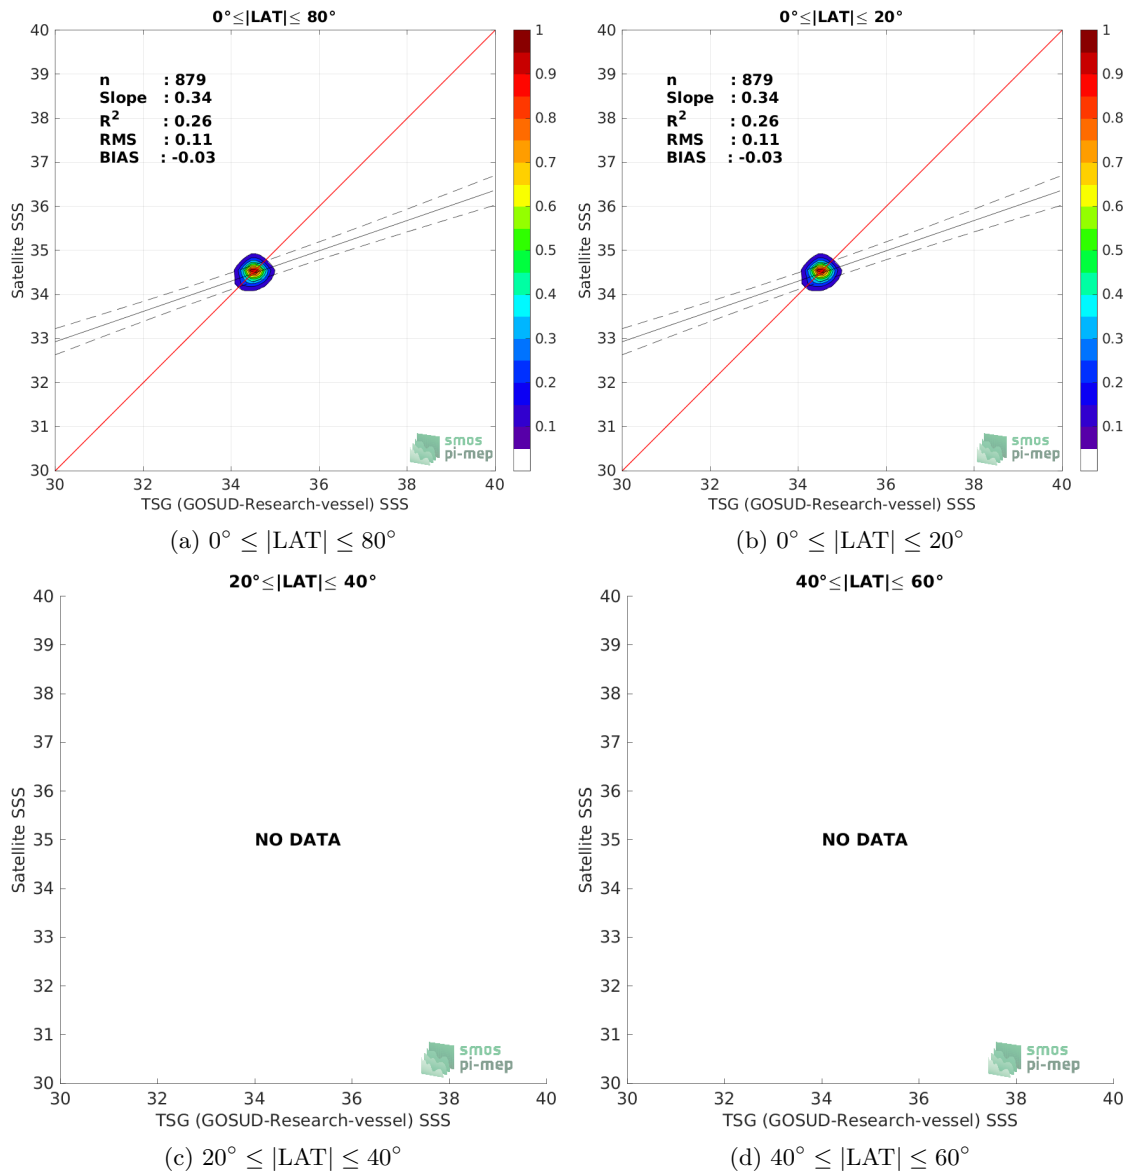 0°≤|LAT|≤ 80°
40
39
38
37
36
35
34
33
32
31
30
n : 879
Slope : 0.34
R² : 0.26
RMS : 0.11
BIAS : -0.03
1
0.9
0.8
0.7
0.6
0.5
0.4
0.3
0.2
0.1
Satellite SSS
smos
pi-mep
30 32 34 36 38 40
TSG (GOSUD-Research-vessel) SSS
(a) 0° ≤ |LAT| ≤ 80°
0°≤|LAT|≤ 20°
40
39
38
37
36
35
34
33
32
31
30
n : 879
Slope : 0.34
R² : 0.26
RMS : 0.11
BIAS : -0.03
1
0.9
0.8
0.7
0.6
0.5
0.4
0.3
0.2
0.1
Satellite SSS
smos
pi-mep
30 32 34 36 38 40
TSG (GOSUD-Research-vessel) SSS
(b) 0° ≤ |LAT| ≤ 20°
20°≤|LAT|≤ 40°
40
39
38
37
36
35
34
33
32
31
30
Satellite SSS
NO DATA
smos
pi-mep
30 32 34 36 38 40
TSG (GOSUD-Research-vessel) SSS
(c) 20° ≤ |LAT| ≤ 40°
40°≤|LAT|≤ 60°
40
39
38
37
36
35
34
33
32
31
30
Satellite SSS
NO DATA
smos
pi-mep
30 32 34 36 38 40
TSG (GOSUD-Research-vessel) SSS
(d) 40° ≤ |LAT| ≤ 60°